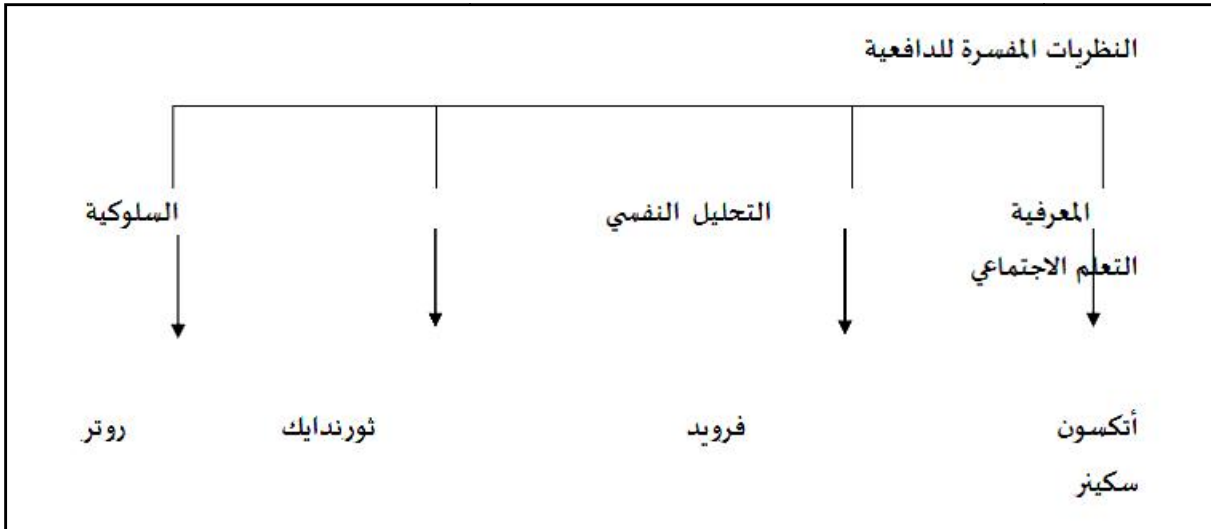 النظريات المفسرة للدافعية
المعرفية التحليل النفسي السلوكية
التعلم الاجتماعي
أتكسون فرويد ثورندايك روتر
سكينر